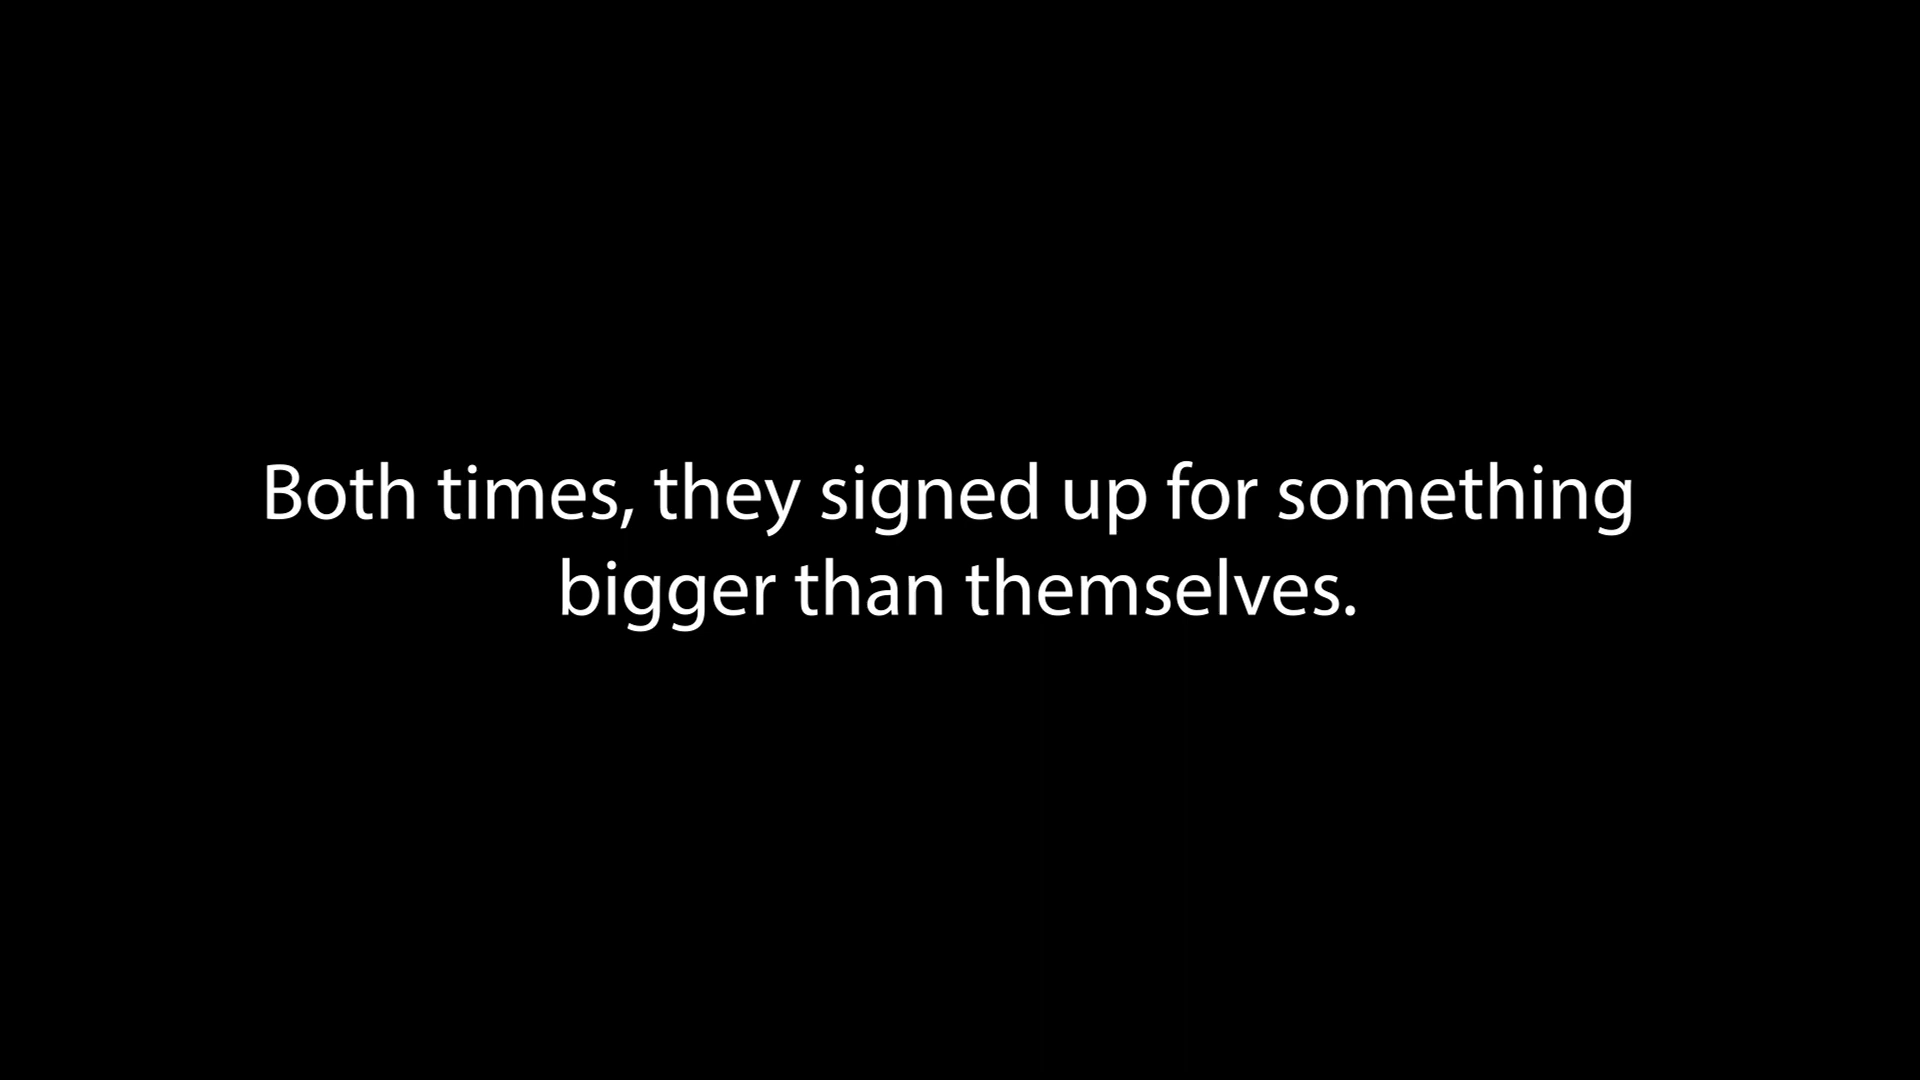 Both times, they signed up for something
bigger than themselves.